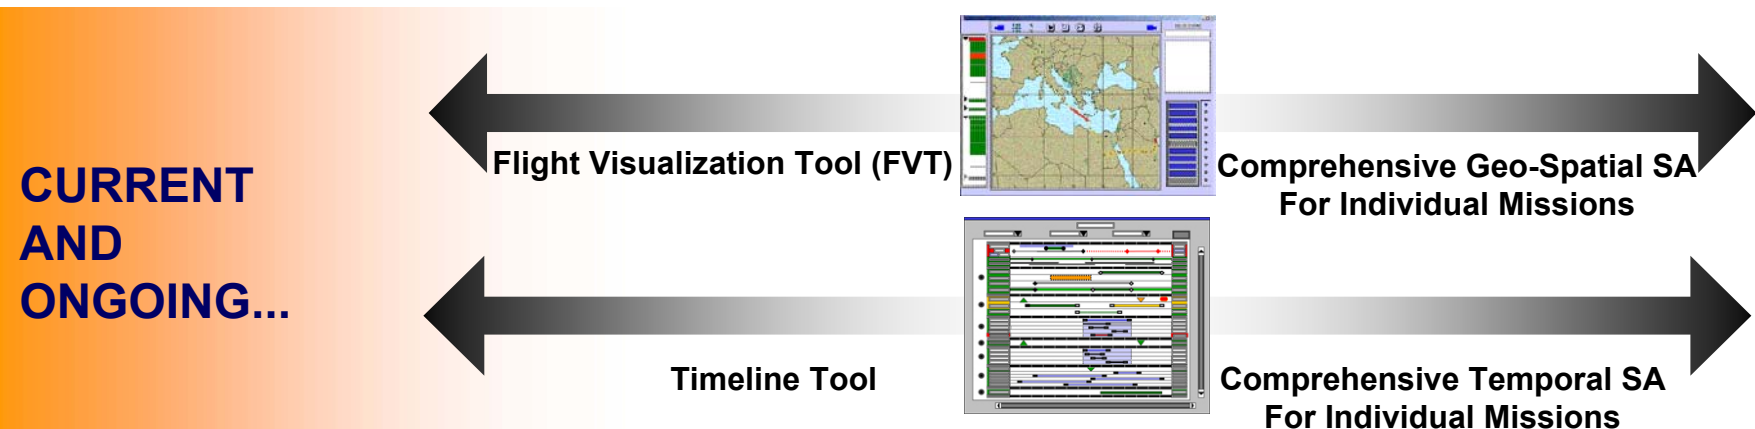 CURRENT
AND
ONGOING...
Flight Visualization Tool (FVT)
Comprehensive Geo-Spatial SA
For Individual Missions
Timeline Tool
Comprehensive Temporal SA
For Individual Missions